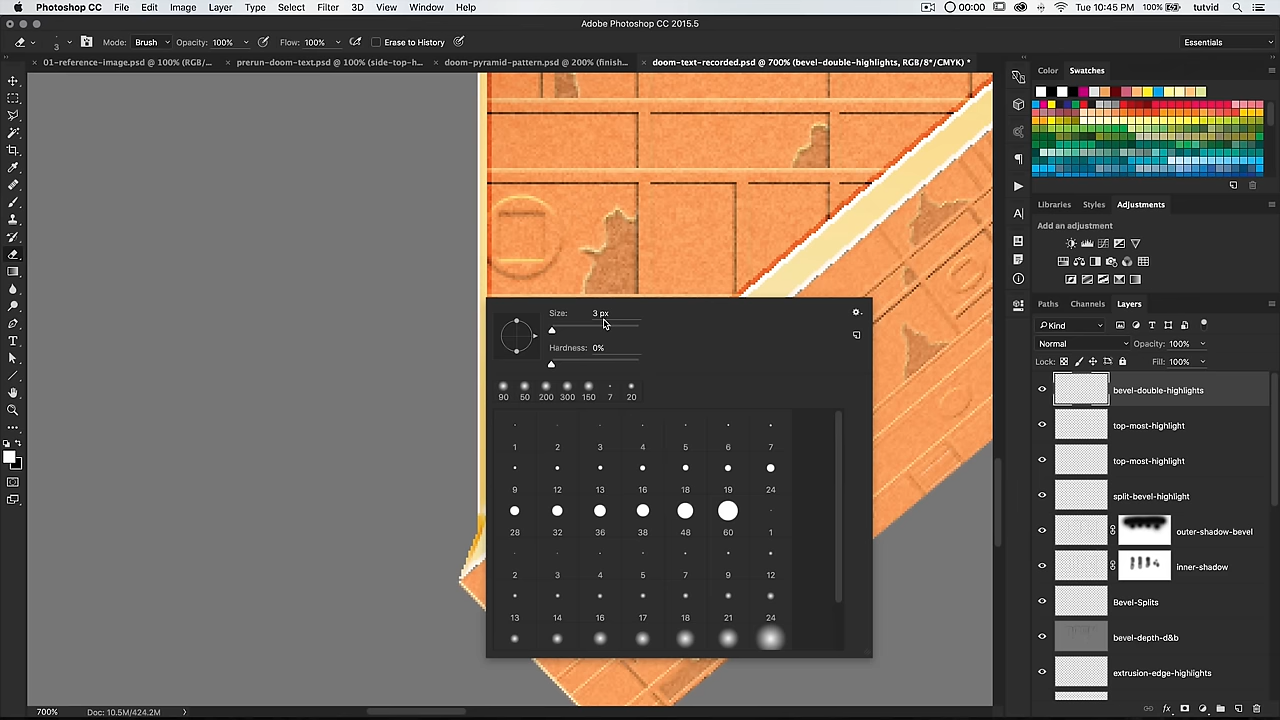 Photoshop CC File Edit Image Layer Type Select Filter 3D View Window Help 00:00 100% Tue 10:45 PM tutvid
Adobe Photoshop CC 2015.5
3 Mode: Brush Opacity: 100% Flow: 100% Erase to History Essentials
× 01-reference-image.psd @ 100% (RGB/... × prerun-doom-text.psd @ 100% (side-top-h... × doom-pyramid-pattern.psd @ 200% (finish... × doom-text-recorded.psd @ 700% (bevel-double-highlights, RGB/8*/CMYK) *
Color Swatches
Libraries Styles Adjustments
Add an adjustment
Paths Channels Layers
Kind
Normal Opacity: 100%
Lock: Fill: 100%
bevel-double-highlights
top-most-highlight
top-most-highlight
split-bevel-highlight
outer-shadow-bevel
inner-shadow
Bevel-Splits
bevel-depth-d&b
extrusion-edge-highlights
Size: 3 px
Hardness: 0%
90 50 200 300 150 7 20
1 2 3 4 5 6 7
9 12 13 16 18 19 24
28 32 36 38 48 60 1
2 3 4 5 7 9 12
13 14 16 17 18 21 24
700% Doc: 10.5M/424.2M